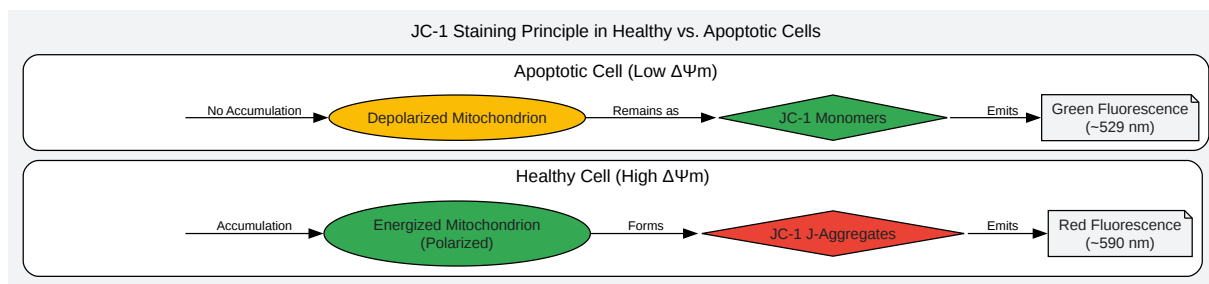 JC-1 Staining Principle in Healthy vs. Apoptotic Cells
Apoptotic Cell (Low ΔΨm)
No Accumulation
Depolarized Mitochondrion
Remains as
JC-1 Monomers
Emits
Green Fluorescence
(~529 nm)
Healthy Cell (High ΔΨm)
Accumulation
Energized Mitochondrion
(Polarized)
Forms
JC-1 J-Aggregates
Emits
Red Fluorescence
(~590 nm)